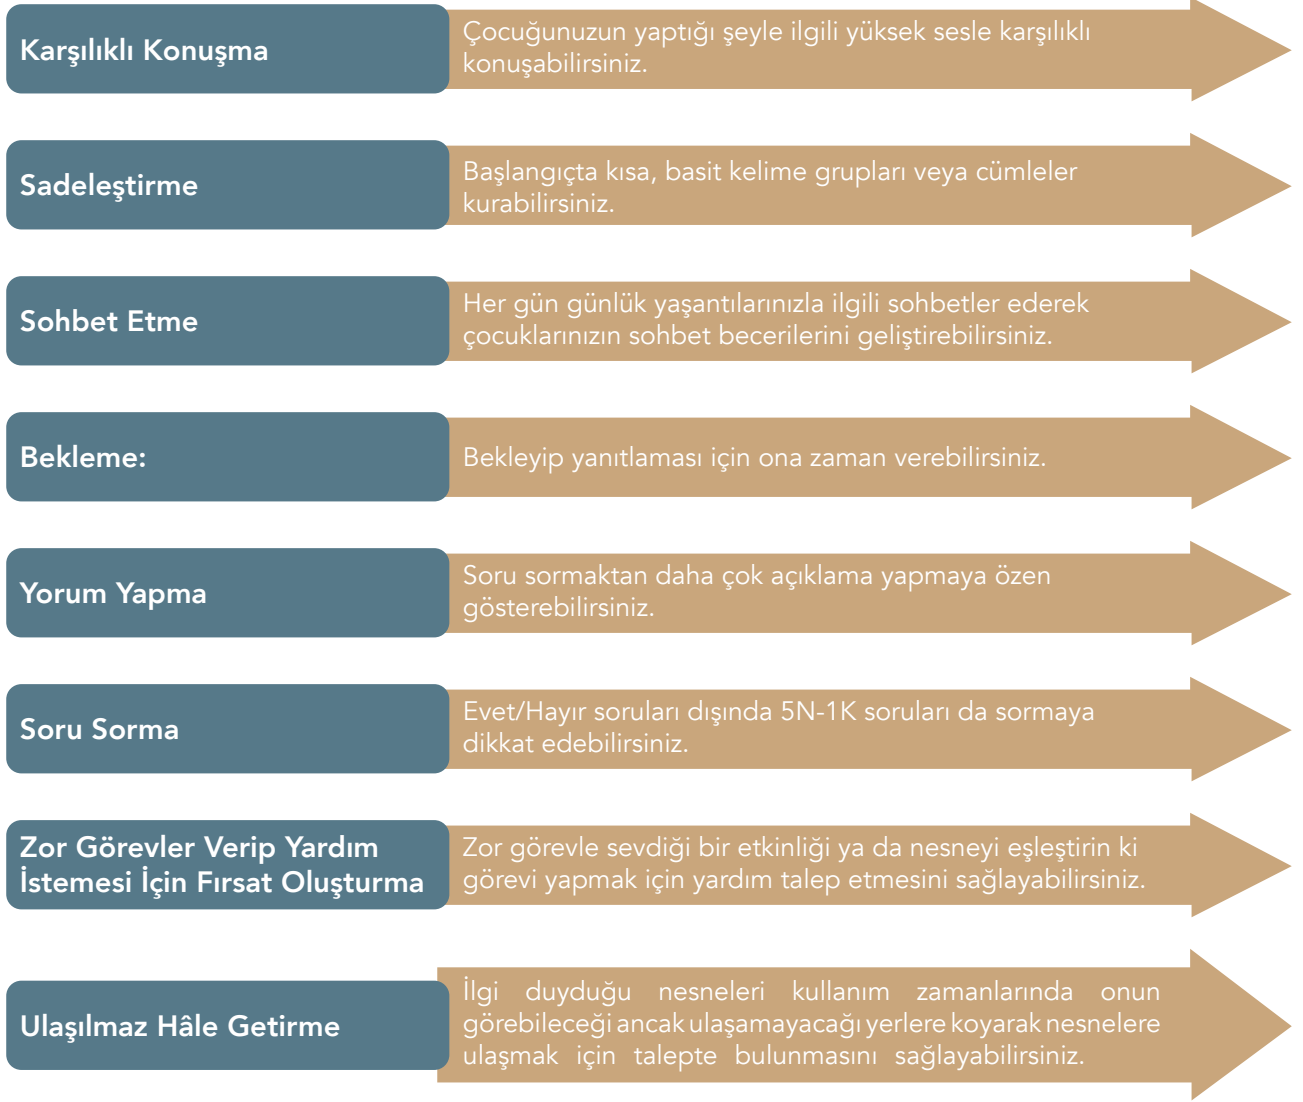 Karşılıklı Konuşma
Çocuğunuzun yaptığı şeyle ilgili yüksek sesle karşılıklı
konuşabilirsiniz.
Sadeleştirme
Başlangıçta kısa, basit kelime grupları veya cümleler
kurabilirsiniz.
Sohbet Etme
Her gün günlük yaşantılarınızla ilgili sohbetler ederek
çocuklarınızın sohbet becerilerini geliştirebilirsiniz.
Bekleme:
Bekleyip yanıtlaması için ona zaman verebilirsiniz.
Yorum Yapma
Soru sormaktan daha çok açıklama yapmaya özen
gösterebilirsiniz.
Soru Sorma
Evet/Hayır soruları dışında 5N-1K soruları da sormaya
dikkat edebilirsiniz.
Zor Görevler Verip Yardım
İstemesi İçin Fırsat Oluşturma
Zor görevle sevdiği bir etkinliği ya da nesneyi eşleştirin ki
görevi yapmak için yardım talep etmesini sağlayabilirsiniz.
Ulaşılmaz Hâle Getirme
İlgi duyduğu nesneleri kullanım zamanlarında onun
görebileceği ancak ulaşamayacağı yerlere koyarak nesnelere
ulaşmak için talepte bulunmasını sağlayabilirsiniz.